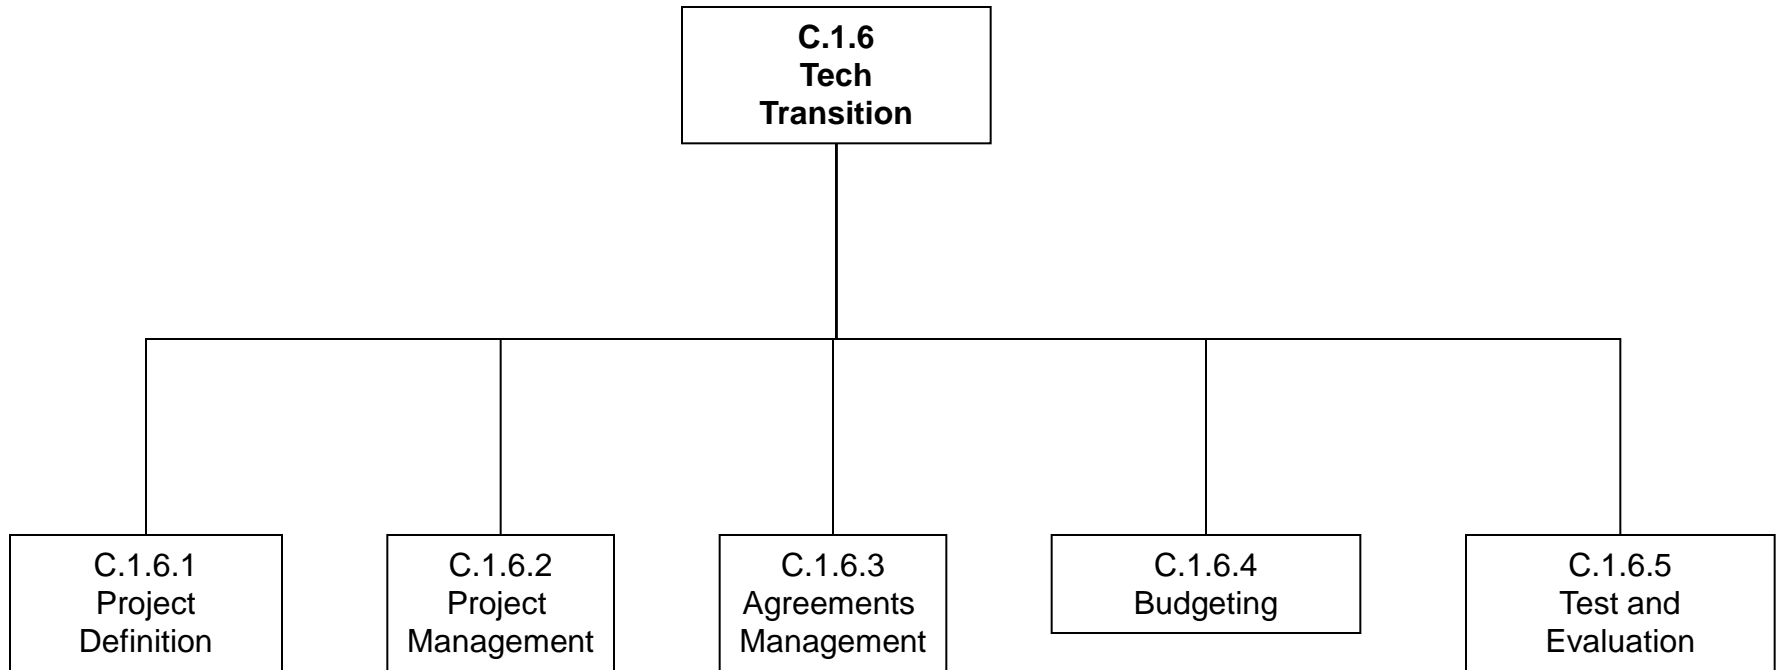 C.1.6
Tech
Transition
C.1.6.1
Project
Definition
C.1.6.2
Project
Management
C.1.6.3
Agreements
Management
C.1.6.4
Budgeting
C.1.6.5
Test and
Evaluation